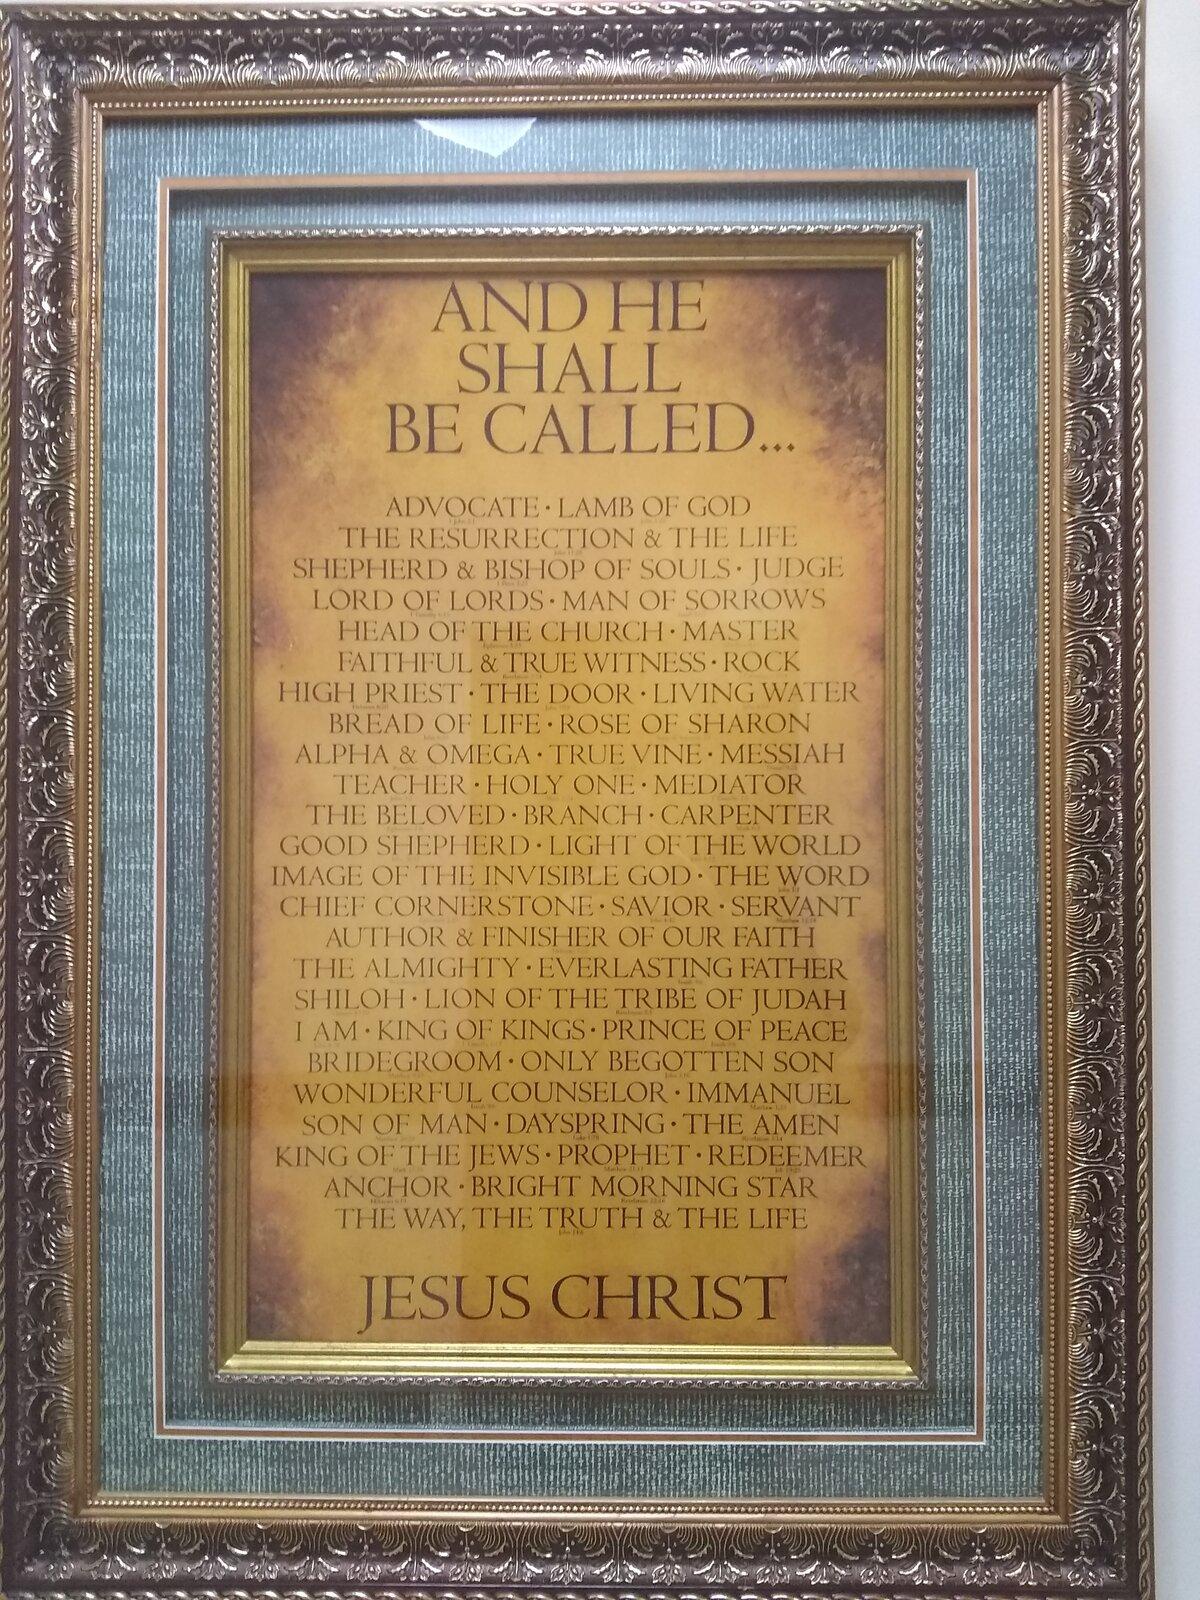 AND HE
SHALL
BE CALLED...
ADVOCATE · LAMB OF GOD
THE RESURRECTION & THE LIFE
SHEPHERD & BISHOP OF SOULS · JUDGE
LORD OF LORDS · MAN OF SORROWS
HEAD OF THE CHURCH · MASTER
FAITHFUL & TRUE WITNESS · ROCK
HIGH PRIEST · THE DOOR · LIVING WATER
BREAD OF LIFE · ROSE OF SHARON
ALPHA & OMEGA · TRUE VINE · MESSIAH
TEACHER · HOLY ONE · MEDIATOR
THE BELOVED · BRANCH · CARPENTER
GOOD SHEPHERD · LIGHT OF THE WORLD
IMAGE OF THE INVISIBLE GOD · THE WORD
CHIEF CORNERSTONE · SAVIOR · SERVANT
AUTHOR & FINISHER OF OUR FAITH
THE ALMIGHTY · EVERLASTING FATHER
SHILOH · LION OF THE TRIBE OF JUDAH
I AM · KING OF KINGS · PRINCE OF PEACE
BRIDEGROOM · ONLY BEGOTTEN SON
WONDERFUL COUNSELOR · IMMANUEL
SON OF MAN · DAYSPRING · THE AMEN
KING OF THE JEWS · PROPHET · REDEEMER
ANCHOR · BRIGHT MORNING STAR
THE WAY, THE TRUTH & THE LIFE
JESUS CHRIST